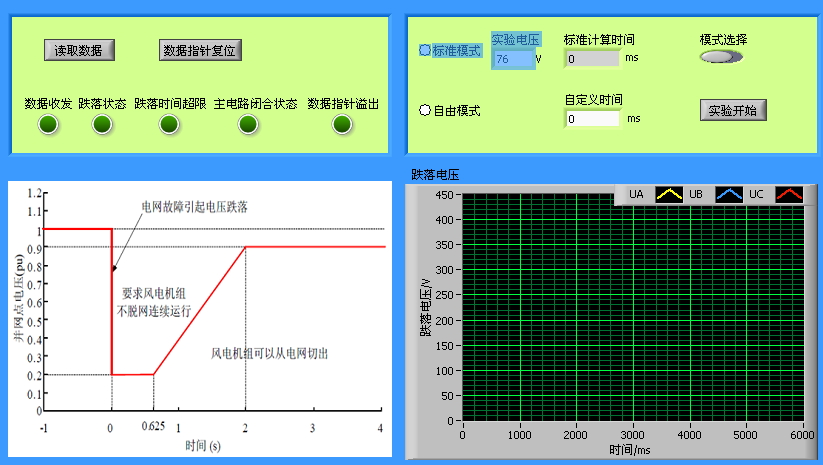 读取数据
数据指针复位
数据收发
跌落状态
跌落时间超限
主电路闭合状态
数据指针溢出
标准模式
实验电压
76
V
标准计算时间
0
ms
模式选择
自由模式
自定义时间
0
ms
实验开始
1.2
1.1
1
0.9
0.8
0.7
0.6
0.5
0.4
0.3
0.2
0.1
0
并网点电压(pu)
电网故障引起电压跌落
要求风电机组
不脱网连续运行
风电机组可以从电网切出
-1
0
0.625
1
2
3
4
时间 (s)
跌落电压
UA
UB
UC
450
400
350
300
250
200
150
100
50
0
跌落电压/V
0
1000
2000
3000
4000
5000
6000
时间/ms